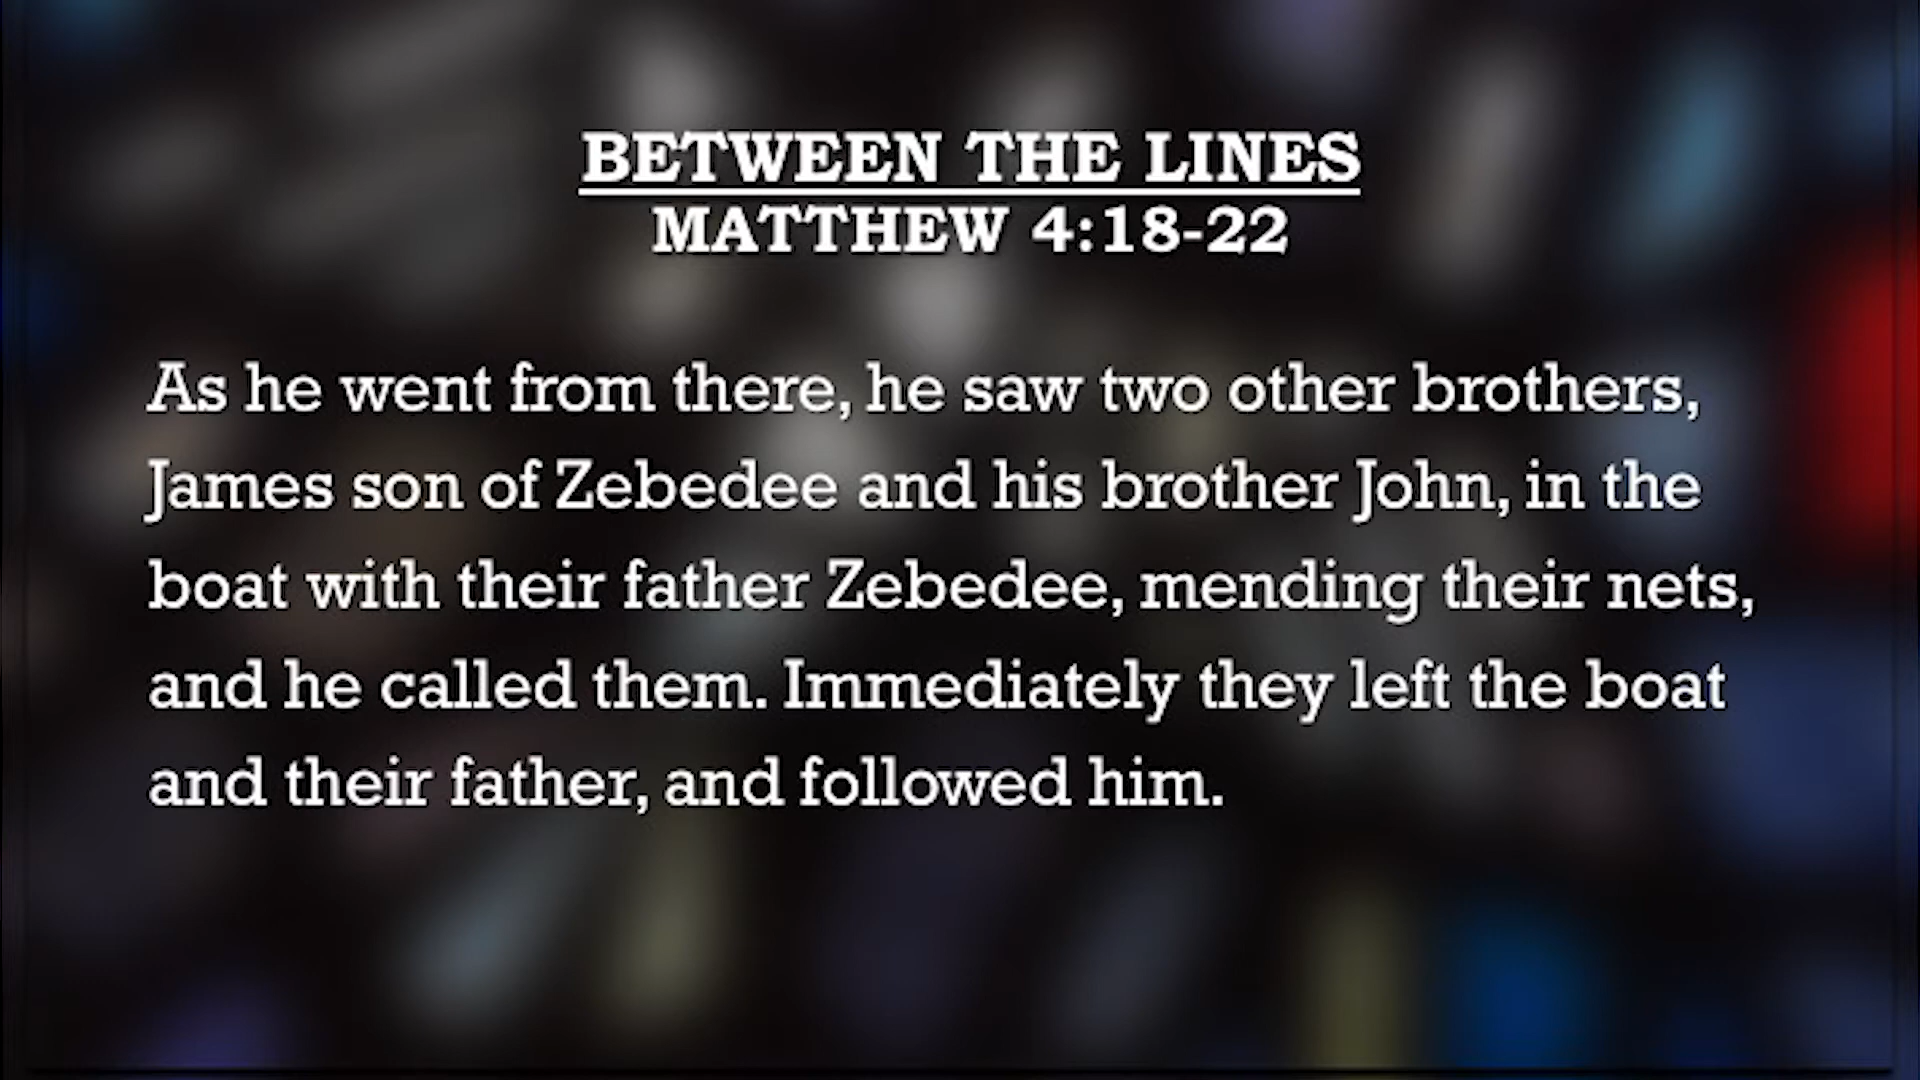 BETWEEN THE LINES
MATTHEW 4:18-22
As he went from there, he saw two other brothers,
James son of Zebedee and his brother John, in the
boat with their father Zebedee, mending their nets,
and he called them. Immediately they left the boat
and their father, and followed him.